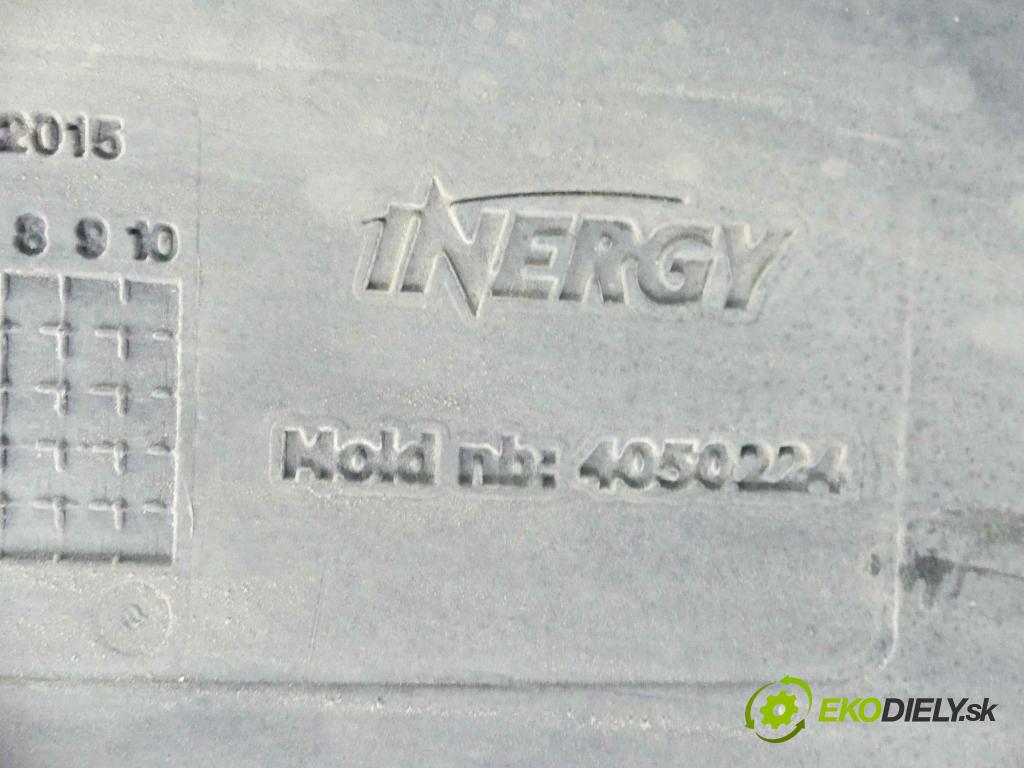 2015
8 9 10
INERGY
Mold nb: 4050224
EKODIELY.sk